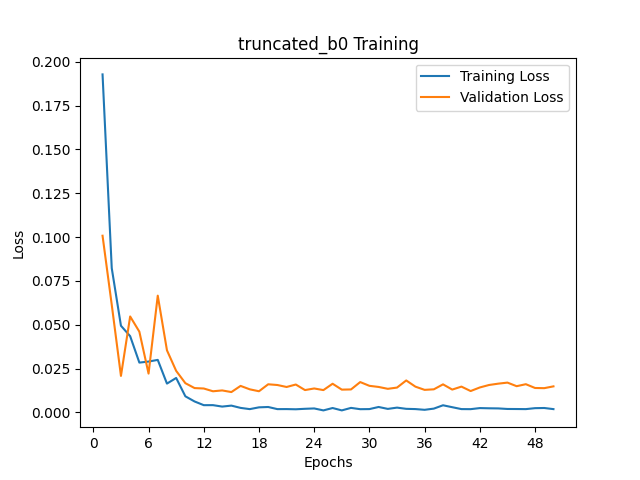 truncated_b0 Training
Training Loss
Validation Loss
0.200
0.175
0.150
0.125
0.100
0.075
0.050
0.025
0.000
Loss
0 6 12 18 24 30 36 42 48
Epochs